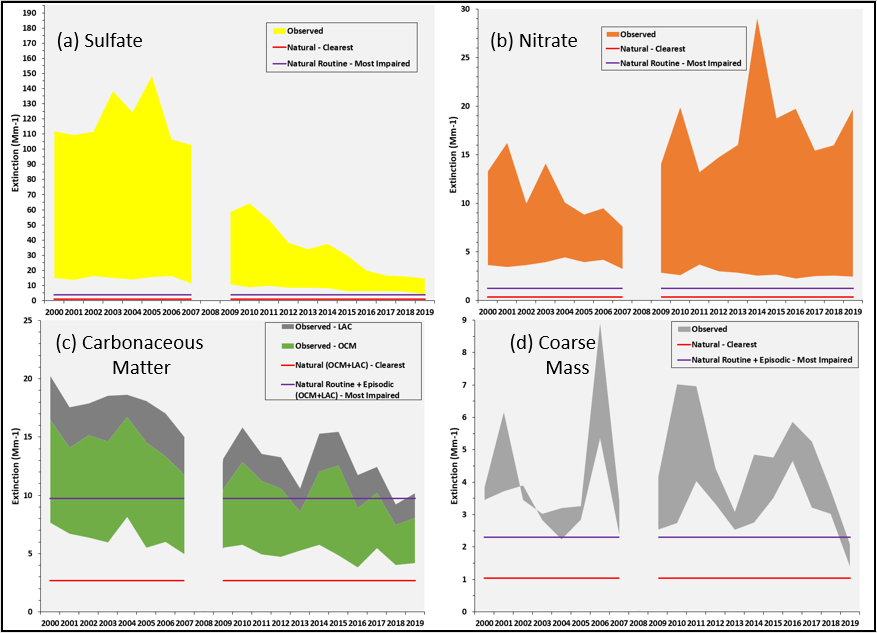 (a) Sulfate
Observed
Natural - Clearest
Natural Routine - Most Impaired
Extinction (Mm-1)
190
180
170
160
150
140
130
120
110
100
90
80
70
60
50
40
30
20
10
0
2000 2001 2002 2003 2004 2005 2006 2007 2008 2009 2010 2011 2012 2013 2014 2015 2016 2017 2018 2019
(b) Nitrate
Observed
Natural - Clearest
Natural Routine - Most Impaired
Extinction (Mm-1)
30
25
20
15
10
5
0
2000 2001 2002 2003 2004 2005 2006 2007 2008 2009 2010 2011 2012 2013 2014 2015 2016 2017 2018 2019
(c) Carbonaceous
Matter
Observed - LAC
Observed - OCM
Natural (OCM+LAC) - Clearest
Natural Routine + Episodic
(OCM+LAC) - Most Impaired
Extinction (Mm-1)
25
20
15
10
5
0
2000 2001 2002 2003 2004 2005 2006 2007 2008 2009 2010 2011 2012 2013 2014 2015 2016 2017 2018 2019
(d) Coarse
Mass
Observed
Natural - Clearest
Natural Routine + Episodic - Most Impaired
Extinction (Mm-1)
9
8
7
6
5
4
3
2
1
0
2000 2001 2002 2003 2004 2005 2006 2007 2008 2009 2010 2011 2012 2013 2014 2015 2016 2017 2018 2019